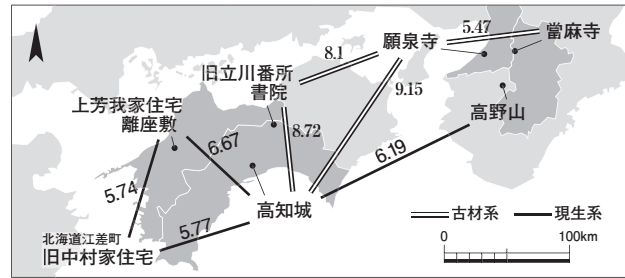 5.47
願泉寺
當麻寺
8.1
旧立川番所
書院
9.15
上芳我家住宅
離座敷
高野山
8.72
6.67
6.19
5.74
高知城
5.77
古材系
現生系
北海道江差町
旧中村家住宅
0
100km